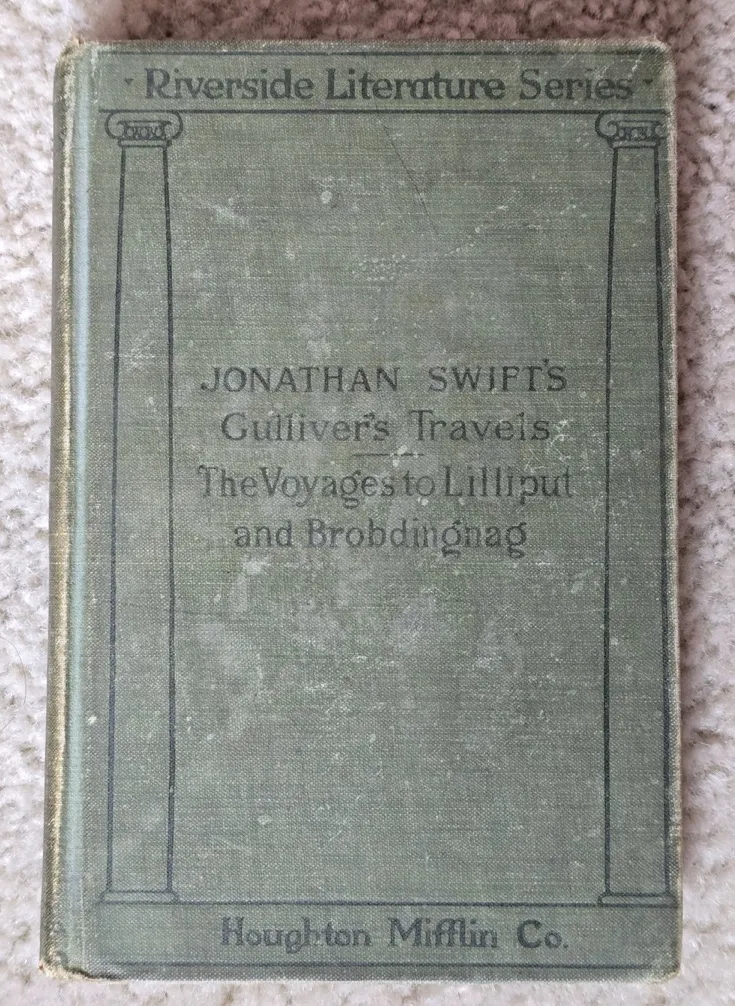 Riverside Literature Series
JONATHAN SWIFT'S
Gulliver's Travels
The Voyages to Lilliput
and Brobdingnag
Houghton Mifflin Co.